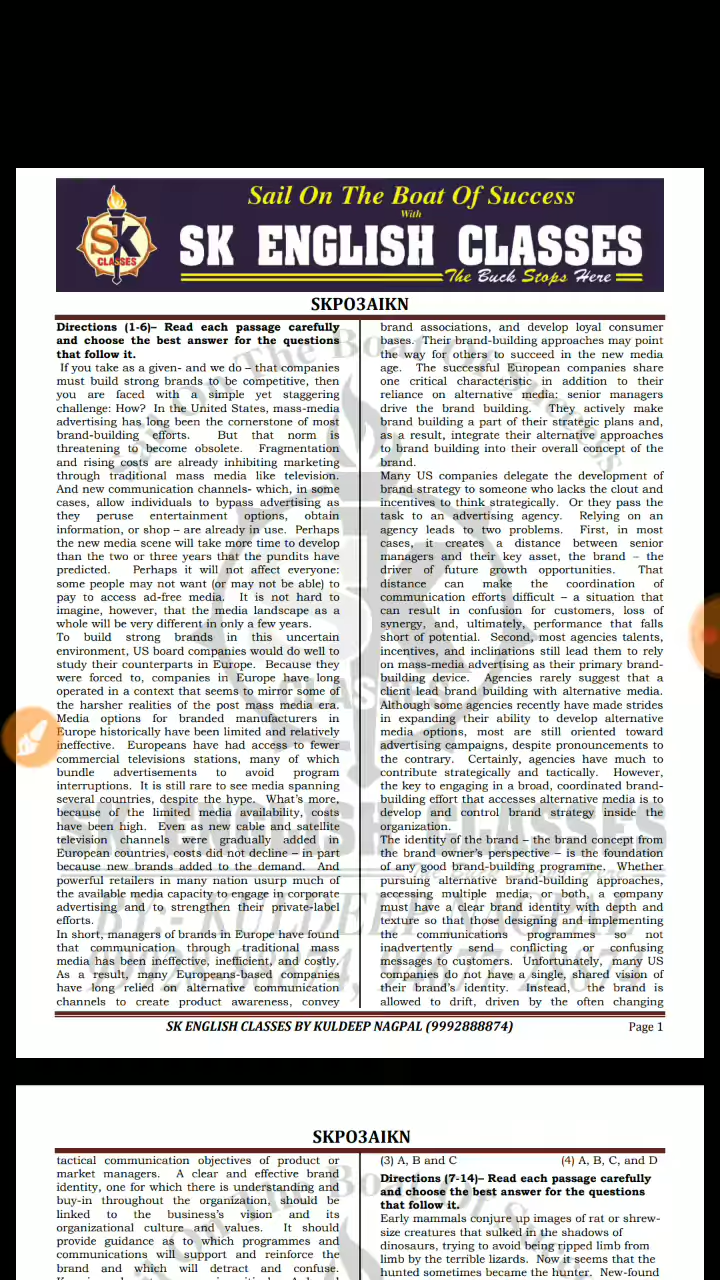 Sail On The Boat Of Success
With
SK ENGLISH CLASSES
The Buck Stops Here
SK
CLASSES
SKPO3AIKN
Directions (1-6)– Read each passage carefully
and choose the best answer for the questions
that follow it.
If you take as a given- and we do – that companies
must build strong brands to be competitive, then
you are faced with a simple yet staggering
challenge: How? In the United States, mass-media
advertising has long been the cornerstone of most
brand-building efforts. But that norm is
threatening to become obsolete. Fragmentation
and rising costs are already inhibiting marketing
through traditional mass media like television.
And new communication channels- which, in some
cases, allow individuals to bypass advertising as
they peruse entertainment options, obtain
information, or shop – are already in use. Perhaps
the new media scene will take more time to develop
than the two or three years that the pundits have
predicted. Perhaps it will not affect everyone:
some people may not want (or may not be able) to
pay to access ad-free media. It is not hard to
imagine, however, that the media landscape as a
whole will be very different in only a few years.
To build strong brands in this uncertain
environment, US board companies would do well to
study their counterparts in Europe. Because they
were forced to, companies in Europe have long
operated in a context that seems to mirror some of
the harsher realities of the post mass media era.
Media options for branded manufacturers in
Europe historically have been limited and relatively
ineffective. Europeans have had access to fewer
commercial televisions stations, many of which
bundle advertisements to avoid program
interruptions. It is still rare to see media spanning
several countries, despite the hype. What's more,
because of the limited media availability, costs
have been high. Even as new cable and satellite
television channels were gradually added in
European countries, costs did not decline – in part
because new brands added to the demand. And
powerful retailers in many nation usurp much of
the available media capacity to engage in corporate
advertising and to strengthen their private-label
efforts.
In short, managers of brands in Europe have found
that communication through traditional mass
media has been ineffective, inefficient, and costly.
As a result, many Europeans-based companies
have long relied on alternative communication
channels to create product awareness, convey
brand associations, and develop loyal consumer
bases. Their brand-building approaches may point
the way for others to succeed in the new media
age. The successful European companies share
one critical characteristic in addition to their
reliance on alternative media: senior managers
drive the brand building. They actively make
brand building a part of their strategic plans and,
as a result, integrate their alternative approaches
to brand building into their overall concept of the
brand.
Many US companies delegate the development of
brand strategy to someone who lacks the clout and
incentives to think strategically. Or they pass the
task to an advertising agency. Relying on an
agency leads to two problems. First, in most
cases, it creates a distance between senior
managers and their key asset, the brand – the
driver of future growth opportunities. That
distance can make the coordination of
communication efforts difficult – a situation that
can result in confusion for customers, loss of
synergy, and, ultimately, performance that falls
short of potential. Second, most agencies talents,
incentives, and inclinations still lead them to rely
on mass-media advertising as their primary brand-
building device. Agencies rarely suggest that a
client lead brand building with alternative media.
Although some agencies recently have made strides
in expanding their ability to develop alternative
media options, most are still oriented toward
advertising campaigns, despite pronouncements to
the contrary. Certainly, agencies have much to
contribute strategically and tactically. However,
the key to engaging in a broad, coordinated brand-
building effort that accesses alternative media is to
develop and control brand strategy inside the
organization.
The identity of the brand – the brand concept from
the brand owner's perspective – is the foundation
of any good brand-building programme. Whether
pursuing alternative brand-building approaches,
accessing multiple media, or both, a company
must have a clear brand identity with depth and
texture so that those designing and implementing
the communications programmes so not
inadvertently send conflicting or confusing
messages to customers. Unfortunately, many US
companies do not have a single, shared vision of
their brand's identity. Instead, the brand is
allowed to drift, driven by the often changing
SK ENGLISH CLASSES BY KULDEEP NAGPAL (9992888874) Page 1
SKPO3AIKN
tactical communication objectives of product or
market managers. A clear and effective brand
identity, one for which there is understanding and
buy-in throughout the organization, should be
linked to the business's vision and its
organizational culture and values. It should
provide guidance as to which programmes and
communications will support and reinforce the
brand and which will detract and confuse.
(3) A, B and C (4) A, B, C, and D
Directions (7-14)– Read each passage carefully
and choose the best answer for the questions
that follow it.
Early mammals conjure up images of rat or shrew-
size creatures that sulked in the shadows of
dinosaurs, trying to avoid being ripped limb from
limb by the terrible lizards. Now it seems that the
hunted sometimes became the hunter. New-found